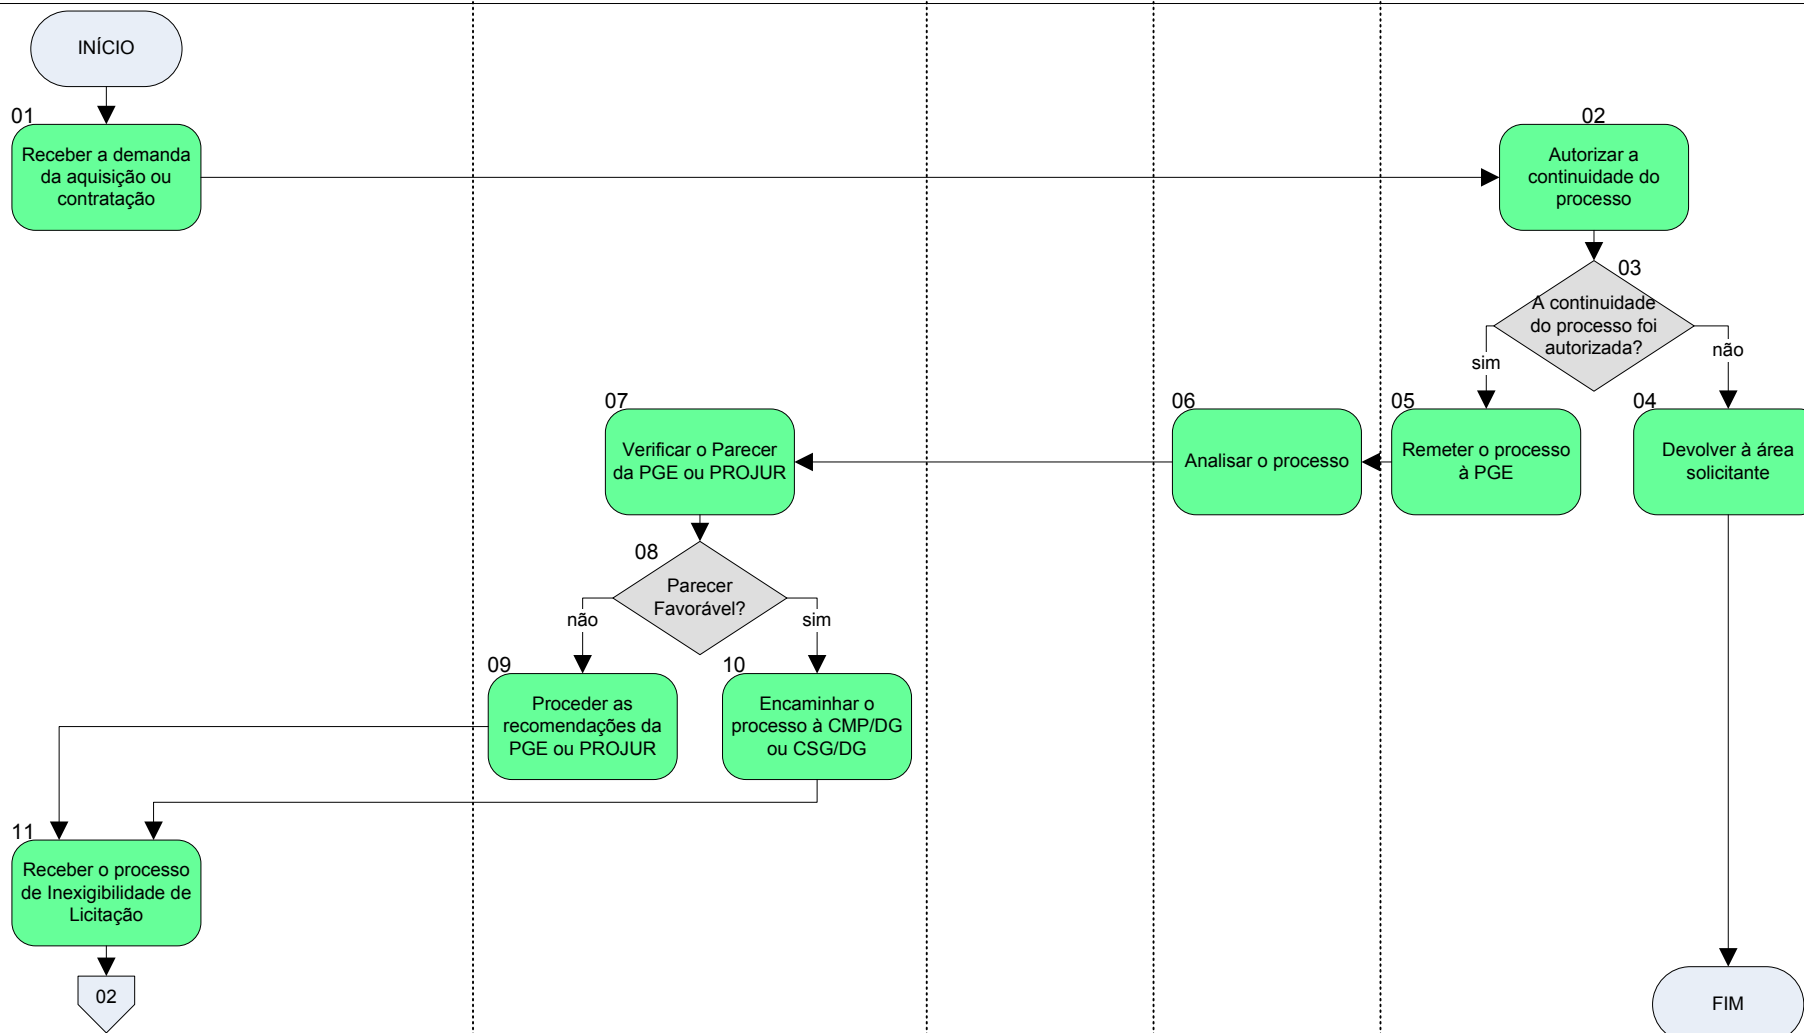 INÍCIO
01
Receber a demanda
da aquisição ou
contratação
02
Autorizar a
continuidade do
processo
03
A continuidade
do processo foi
autorizada?
sim
não
07
Verificar o Parecer
da PGE ou PROJUR
06
Analisar o processo
05
Remeter o processo
à PGE
04
Devolver à área
solicitante
08
Parecer
Favorável?
não
sim
09
Proceder as
recomendações da
PGE ou PROJUR
10
Encaminhar o
processo à CMP/DG
ou CSG/DG
11
Receber o processo
de Inexigibilidade de
Licitação
02
FIM